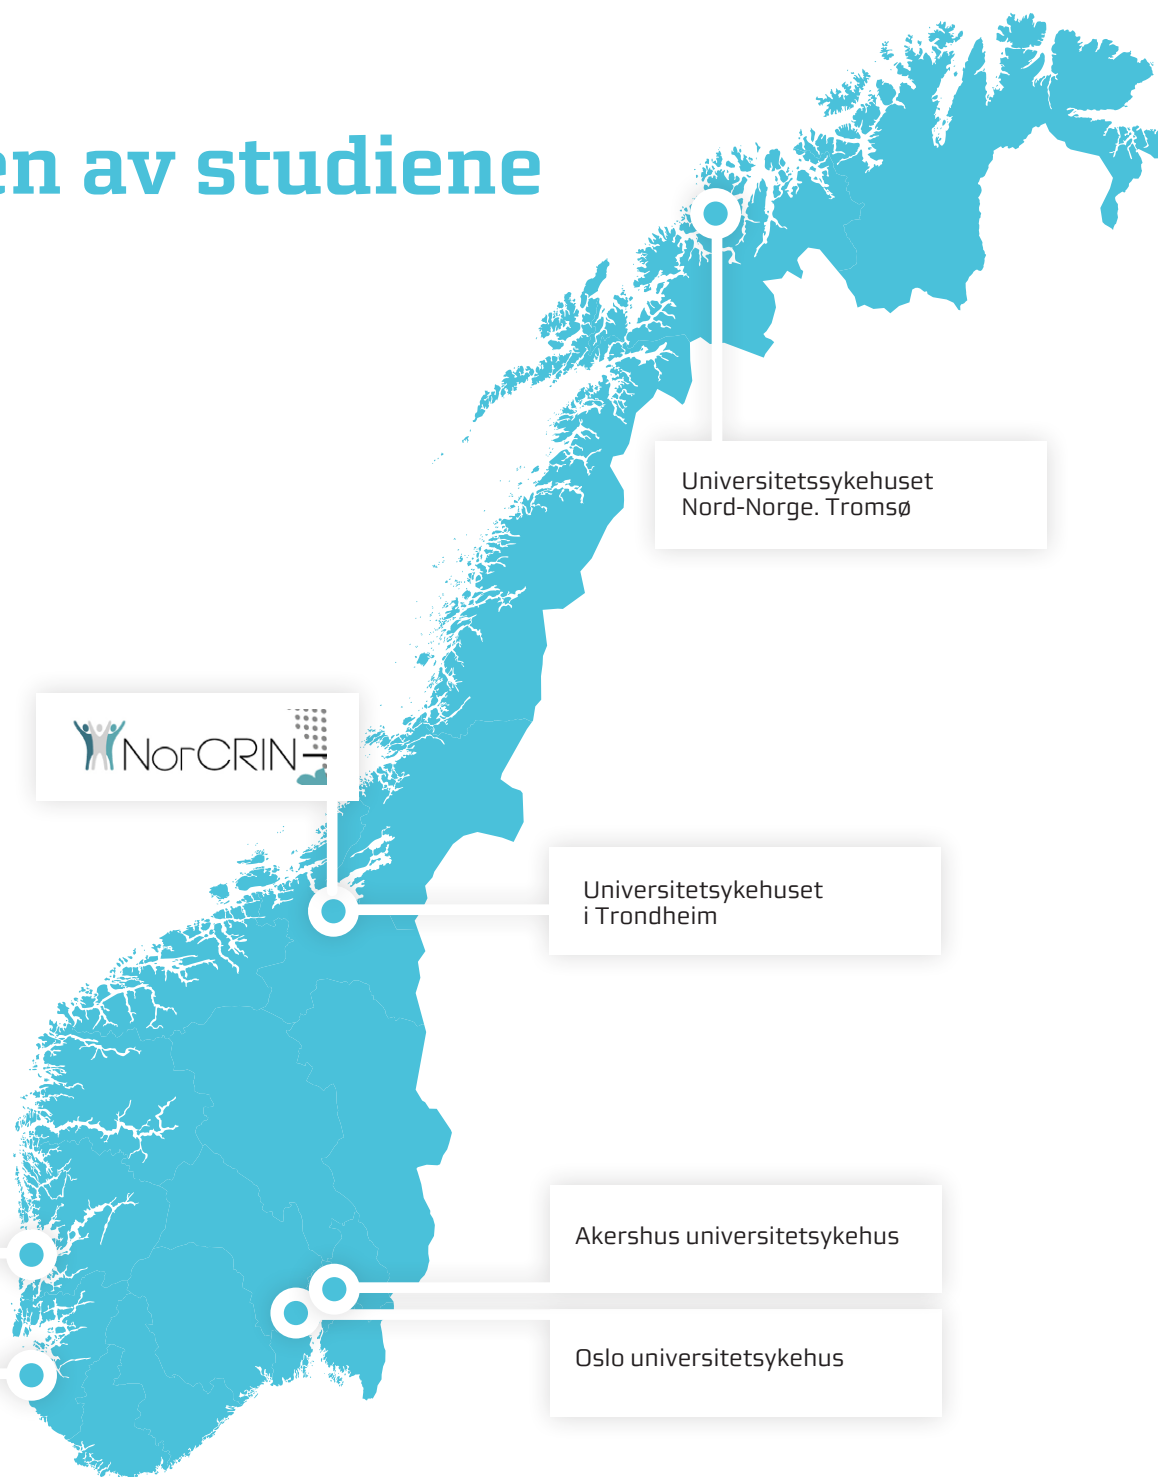 en av studiene
Universitetssykehuset
Nord-Norge. Tromsø
NorCRIN
Universitetsykehuset
i Trondheim
Akershus universitetsykehus
Oslo universitetsykehus